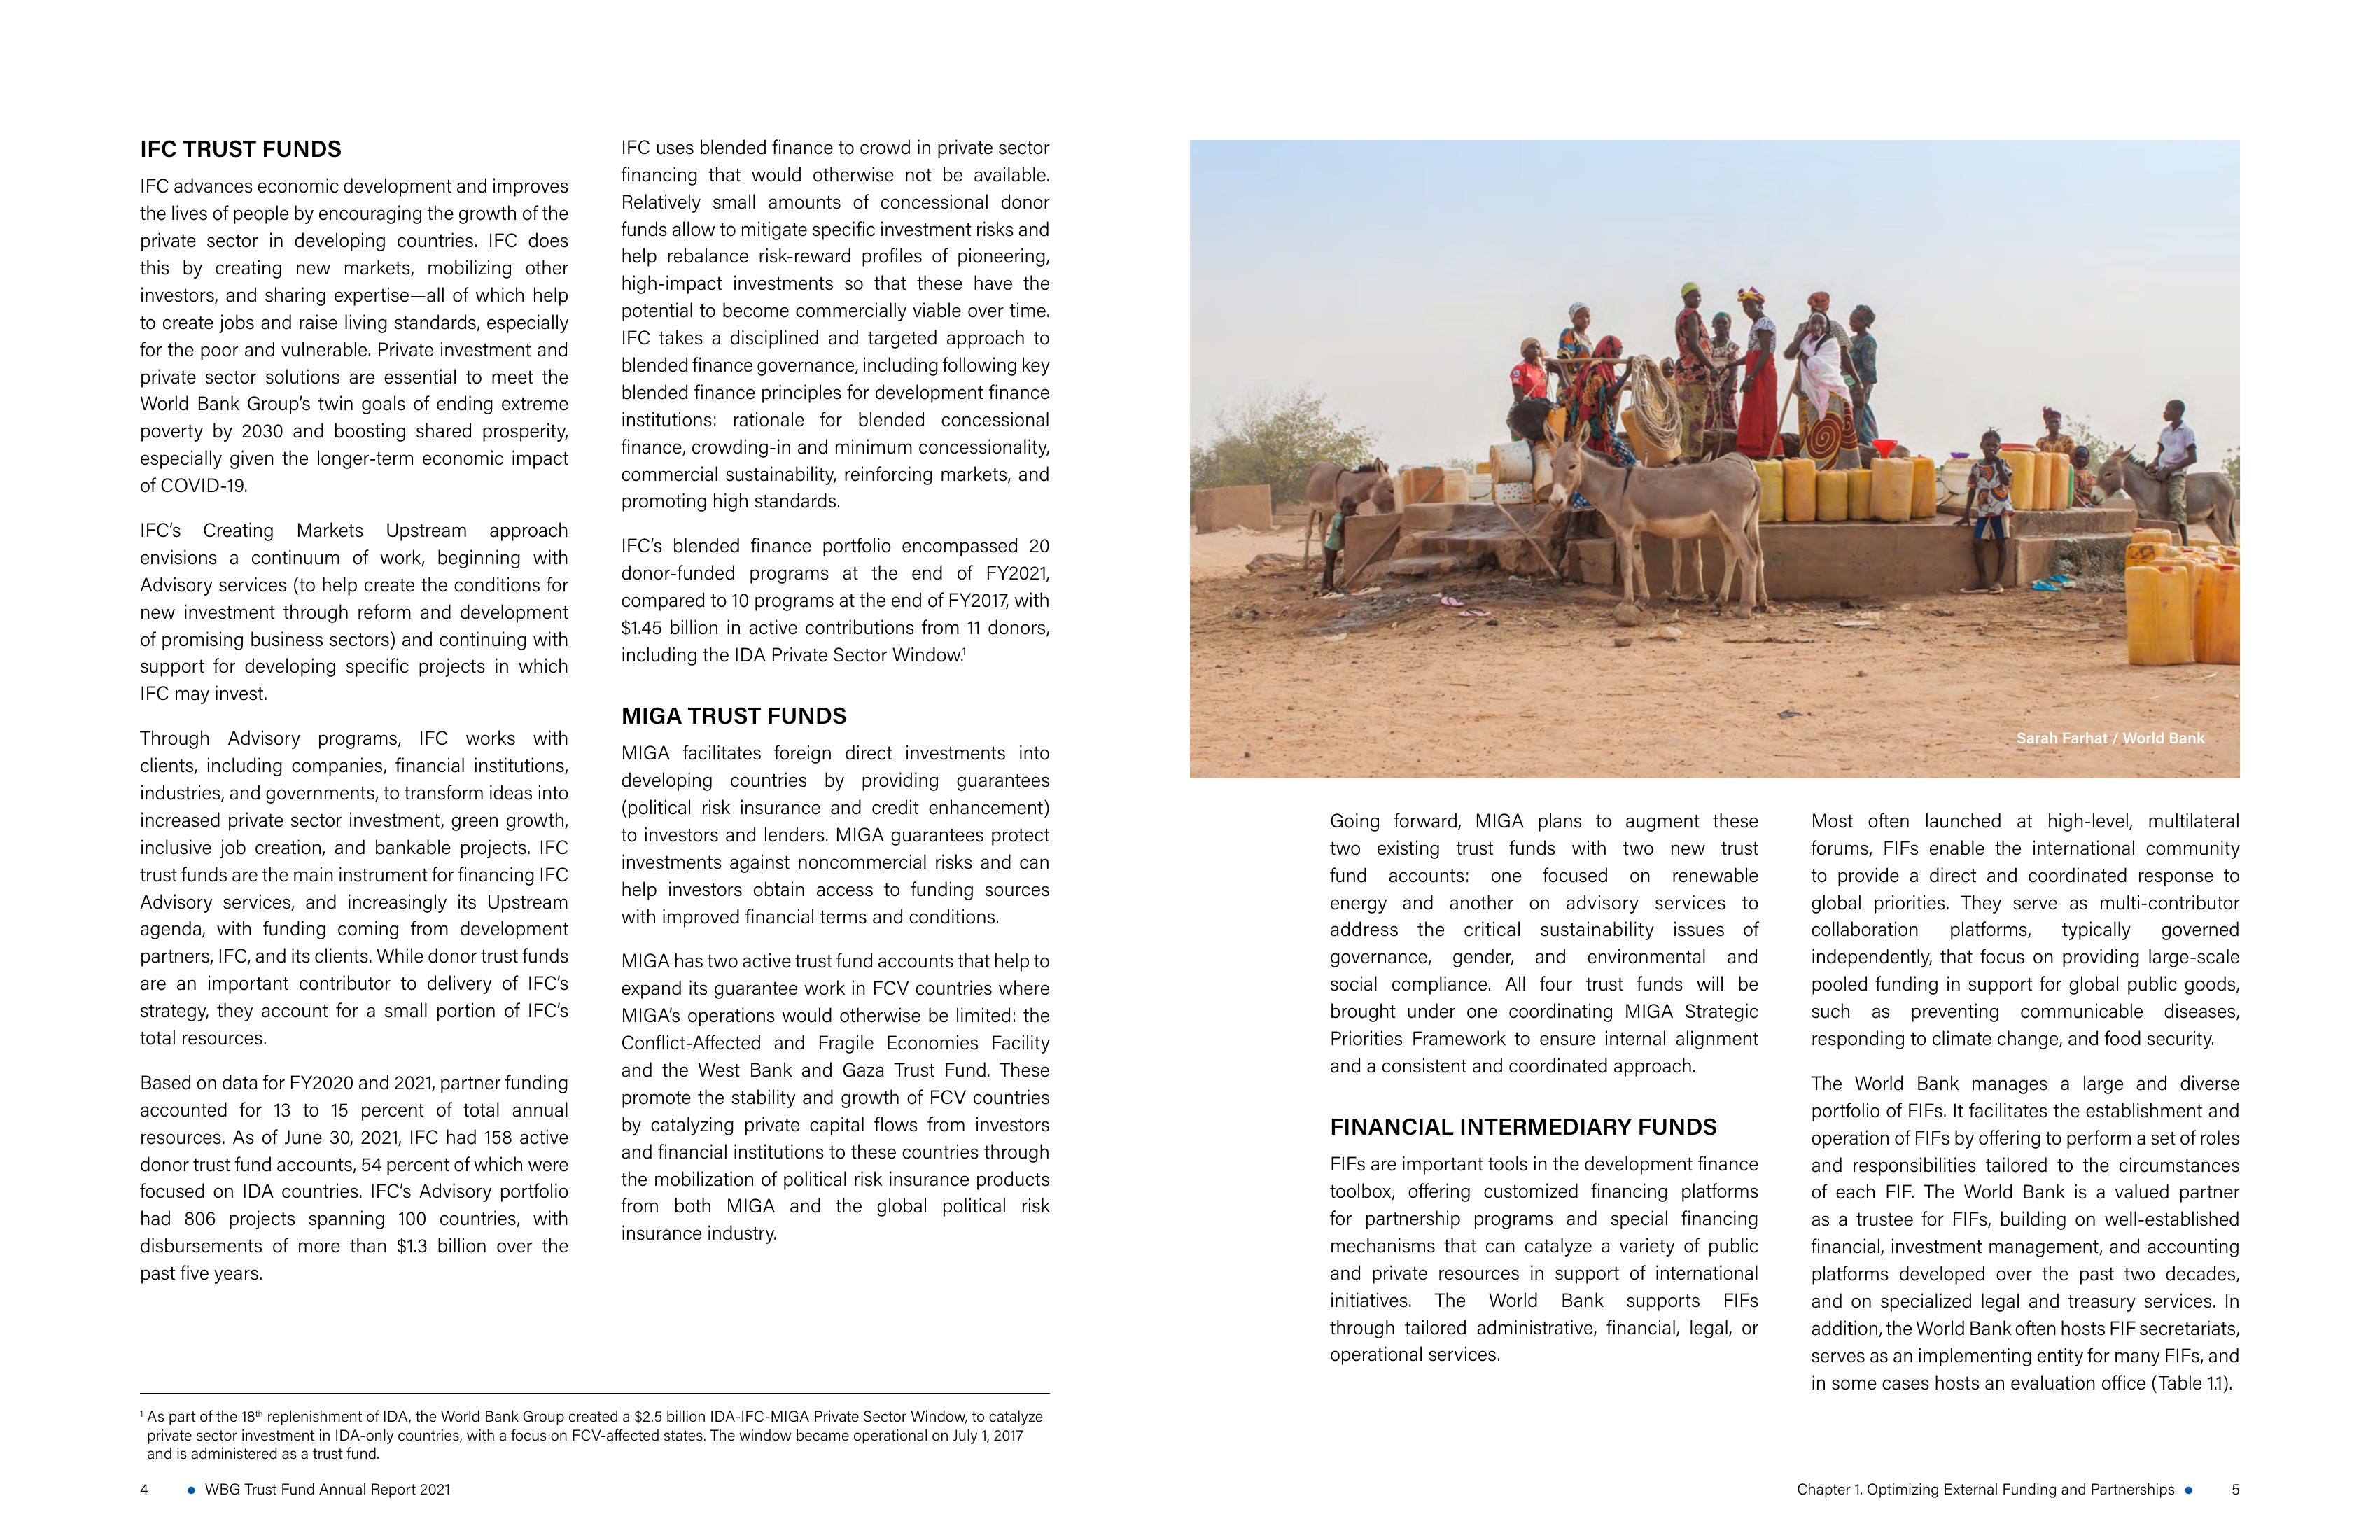 IFC TRUST FUNDS
IFC advances economic development and improves
the lives of people by encouraging the growth of the
private sector in developing countries. IFC does
this by creating new markets, mobilizing other
investors, and sharing expertise—all of which help
to create jobs and raise living standards, especially
for the poor and vulnerable. Private investment and
private sector solutions are essential to meet the
World Bank Group’s twin goals of ending extreme
poverty by 2030 and boosting shared prosperity,
especially given the longer-term economic impact
of COVID-19.
IFC’s Creating Markets Upstream approach
envisions a continuum of work, beginning with
Advisory services (to help create the conditions for
new investment through reform and development
of promising business sectors) and continuing with
support for developing specific projects in which
IFC may invest.
Through Advisory programs, IFC works with
clients, including companies, financial institutions,
industries, and governments, to transform ideas into
increased private sector investment, green growth,
inclusive job creation, and bankable projects. IFC
trust funds are the main instrument for financing IFC
Advisory services, and increasingly its Upstream
agenda, with funding coming from development
partners, IFC, and its clients. While donor trust funds
are an important contributor to delivery of IFC’s
strategy, they account for a small portion of IFC’s
total resources.
Based on data for FY2020 and 2021, partner funding
accounted for 13 to 15 percent of total annual
resources. As of June 30, 2021, IFC had 158 active
donor trust fund accounts, 54 percent of which were
focused on IDA countries. IFC’s Advisory portfolio
had 806 projects spanning 100 countries, with
disbursements of more than $1.3 billion over the
past five years.
IFC uses blended finance to crowd in private sector
financing that would otherwise not be available.
Relatively small amounts of concessional donor
funds allow to mitigate specific investment risks and
help rebalance risk-reward profiles of pioneering,
high-impact investments so that these have the
potential to become commercially viable over time.
IFC takes a disciplined and targeted approach to
blended finance governance, including following key
blended finance principles for development finance
institutions: rationale for blended concessional
finance, crowding-in and minimum concessionality,
commercial sustainability, reinforcing markets, and
promoting high standards.
IFC’s blended finance portfolio encompassed 20
donor-funded programs at the end of FY2021,
compared to 10 programs at the end of FY2017, with
$1.45 billion in active contributions from 11 donors,
including the IDA Private Sector Window.¹
MIGA TRUST FUNDS
MIGA facilitates foreign direct investments into
developing countries by providing guarantees
(political risk insurance and credit enhancement)
to investors and lenders. MIGA guarantees protect
investments against noncommercial risks and can
help investors obtain access to funding sources
with improved financial terms and conditions.
MIGA has two active trust fund accounts that help to
expand its guarantee work in FCV countries where
MIGA’s operations would otherwise be limited: the
Conflict-Affected and Fragile Economies Facility
and the West Bank and Gaza Trust Fund. These
promote the stability and growth of FCV countries
by catalyzing private capital flows from investors
and financial institutions to these countries through
the mobilization of political risk insurance products
from both MIGA and the global political risk
insurance industry.
¹ As part of the 18th replenishment of IDA, the World Bank Group created a $2.5 billion IDA-IFC-MIGA Private Sector Window, to catalyze
private sector investment in IDA-only countries, with a focus on FCV-affected states. The window became operational on July 1, 2017
and is administered as a trust fund.
4 • WBG Trust Fund Annual Report 2021
Sarah Farhat / World Bank
Going forward, MIGA plans to augment these
two existing trust funds with two new trust
fund accounts: one focused on renewable
energy and another on advisory services to
address the critical sustainability issues of
governance, gender, and environmental and
social compliance. All four trust funds will be
brought under one coordinating MIGA Strategic
Priorities Framework to ensure internal alignment
and a consistent and coordinated approach.
FINANCIAL INTERMEDIARY FUNDS
FIFs are important tools in the development finance
toolbox, offering customized financing platforms
for partnership programs and special financing
mechanisms that can catalyze a variety of public
and private resources in support of international
initiatives. The World Bank supports FIFs
through tailored administrative, financial, legal, or
operational services.
Most often launched at high-level, multilateral
forums, FIFs enable the international community
to provide a direct and coordinated response to
global priorities. They serve as multi-contributor
collaboration platforms, typically governed
independently, that focus on providing large-scale
pooled funding in support for global public goods,
such as preventing communicable diseases,
responding to climate change, and food security.
The World Bank manages a large and diverse
portfolio of FIFs. It facilitates the establishment and
operation of FIFs by offering to perform a set of roles
and responsibilities tailored to the circumstances
of each FIF. The World Bank is a valued partner
as a trustee for FIFs, building on well-established
financial, investment management, and accounting
platforms developed over the past two decades,
and on specialized legal and treasury services. In
addition, the World Bank often hosts FIF secretariats,
serves as an implementing entity for many FIFs, and
in some cases hosts an evaluation office (Table 1.1).
Chapter 1. Optimizing External Funding and Partnerships • 5